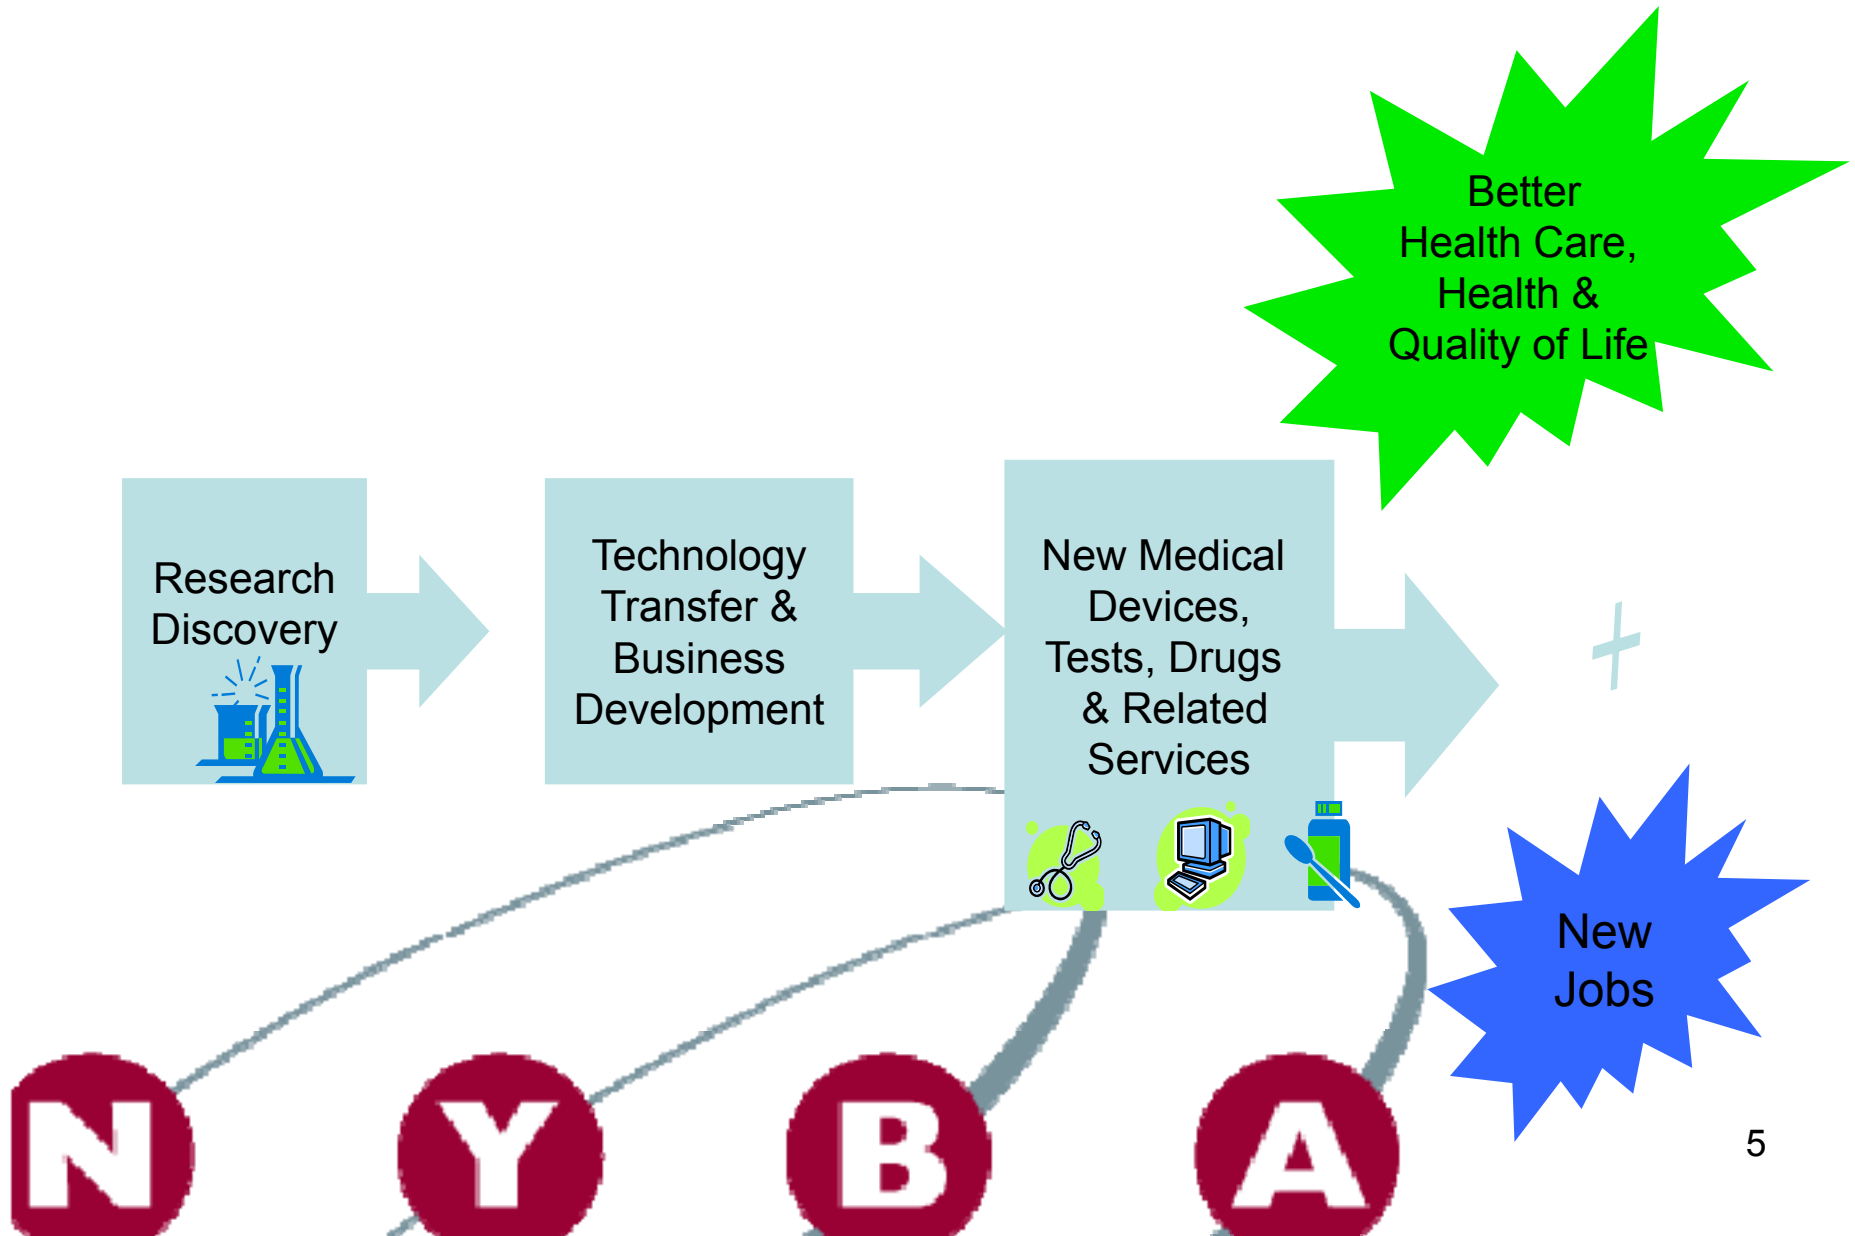 Better
Health Care,
Health &
Quality of Life
Research
Discovery
Technology
Transfer &
Business
Development
New Medical
Devices,
Tests, Drugs
& Related
Services
+
New
Jobs
N Y B A
5